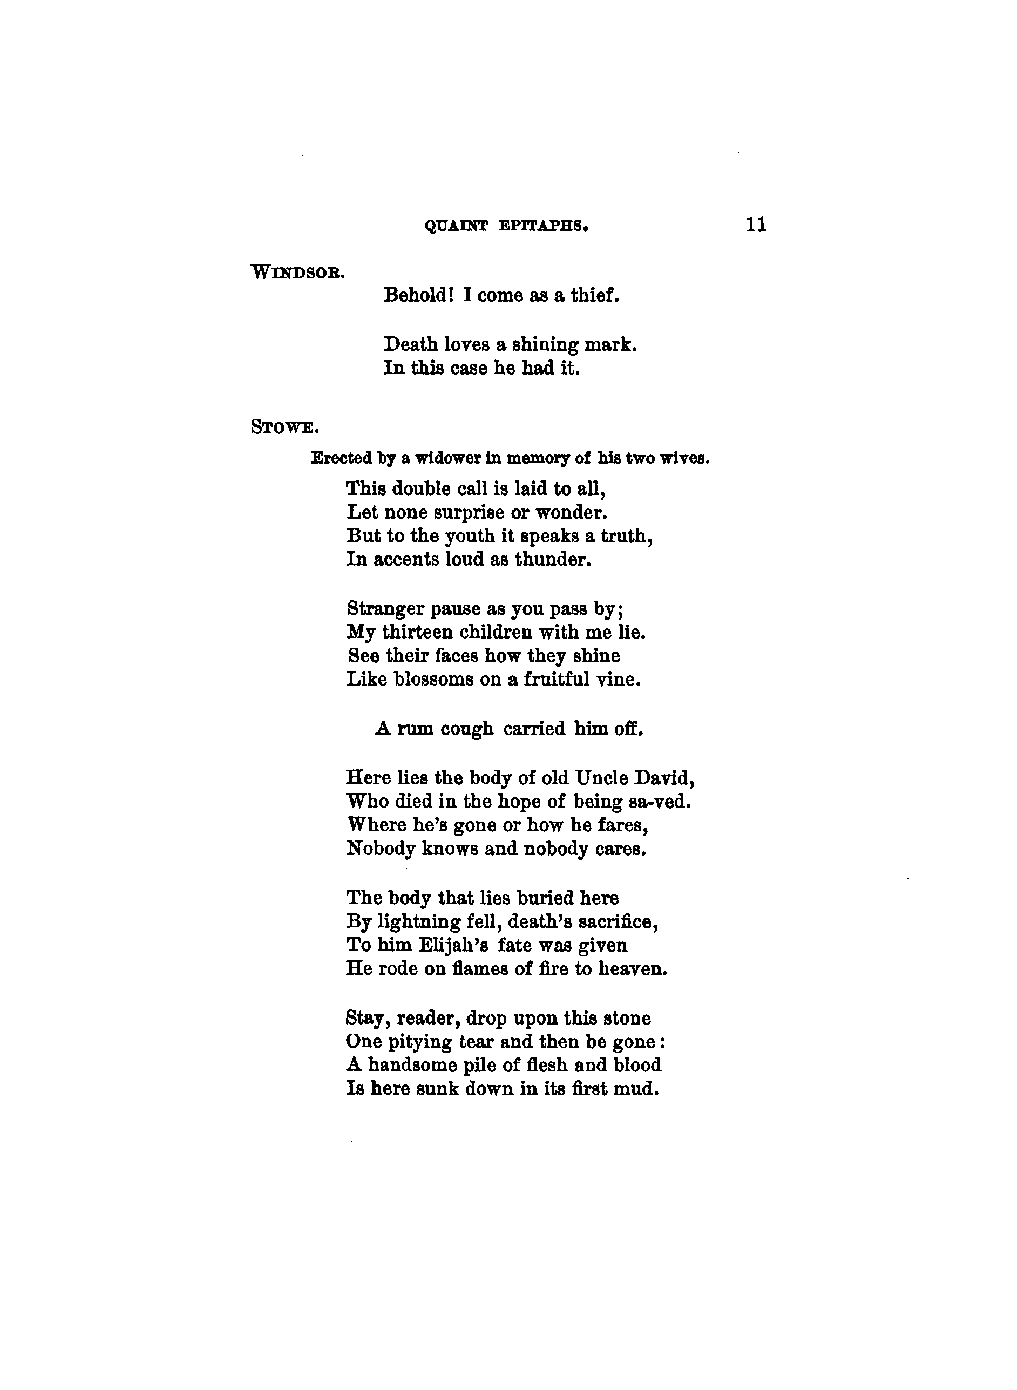 QUAINT EPITAPHS. 11
WINDSOR.
Behold! I come as a thief.
Death loves a shining mark.
In this case he had it.
STOWE.
Erected by a widower in memory of his two wives.
This double call is laid to all,
Let none surprise or wonder.
But to the youth it speaks a truth,
In accents loud as thunder.
Stranger pause as you pass by;
My thirteen children with me lie.
See their faces how they shine
Like blossoms on a fruitful vine.
A rum cough carried him off.
Here lies the body of old Uncle David,
Who died in the hope of being sa-ved.
Where he's gone or how he fares,
Nobody knows and nobody cares.
The body that lies buried here
By lightning fell, death's sacrifice,
To him Elijah's fate was given
He rode on flames of fire to heaven.
Stay, reader, drop upon this stone
One pitying tear and then be gone:
A handsome pile of flesh and blood
Is here sunk down in its first mud.